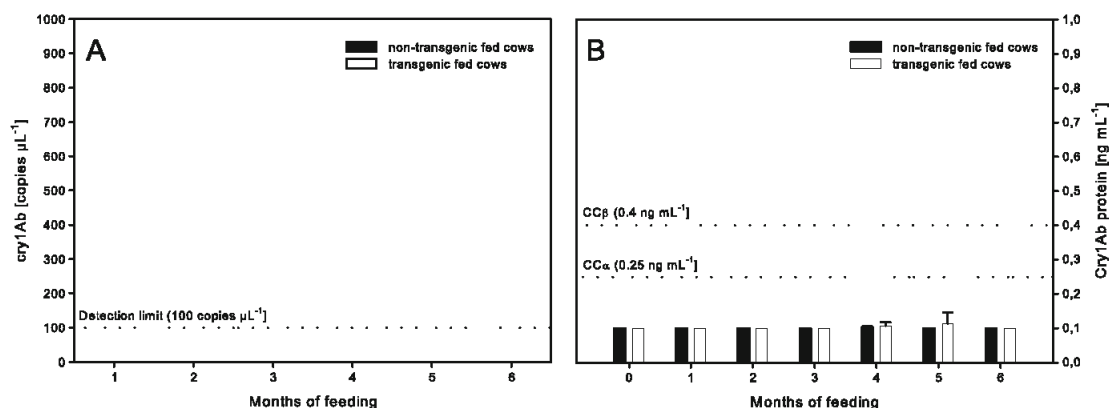 A
non-transgenic fed cows
transgenic fed cows
cry1Ab [copies µL⁻¹]
1000
900
800
700
600
500
400
300
200
100
0
Detection limit (100 copies µL⁻¹]
1 2 3 4 5 6
Months of feeding
B
non-transgenic fed cows
transgenic fed cows
CCβ (0.4 ng mL⁻¹]
CCα (0.25 ng mL⁻¹]
1,0
0,9
0,8
0,7
0,6
0,5
0,4
0,3
0,2
0,1
0,0
Cry1Ab protein [ng mL⁻¹]
0 1 2 3 4 5 6
Months of feeding